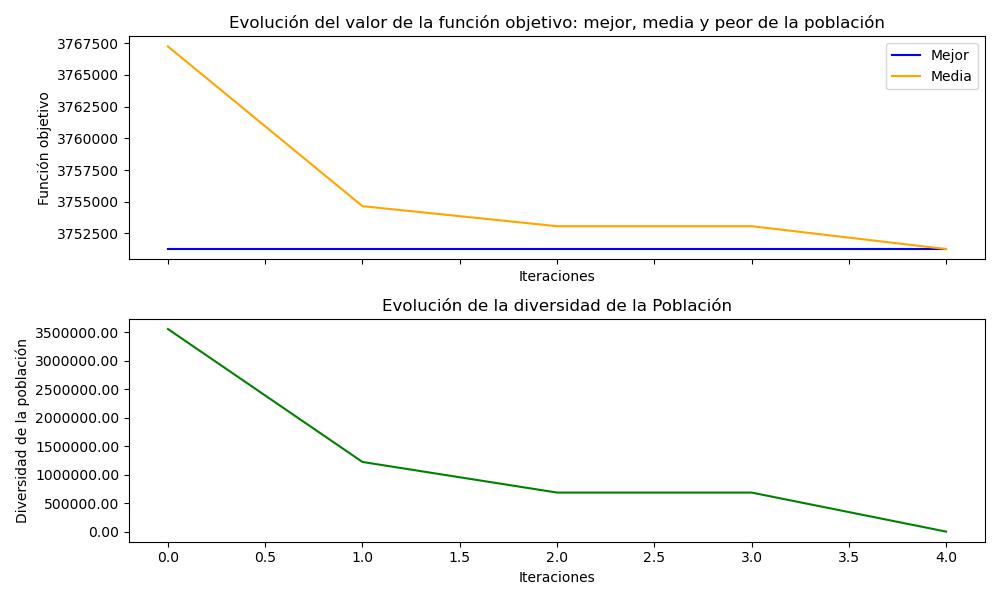 Evolución del valor de la función objetivo: mejor, media y peor de la población
3767500
3765000
3762500
3760000
3757500
3755000
3752500
Función objetivo
Mejor
Media
Iteraciones
Evolución de la diversidad de la Población
3500000.00
3000000.00
2500000.00
2000000.00
1500000.00
1000000.00
500000.00
0.00
Diversidad de la población
0.0 0.5 1.0 1.5 2.0 2.5 3.0 3.5 4.0
Iteraciones